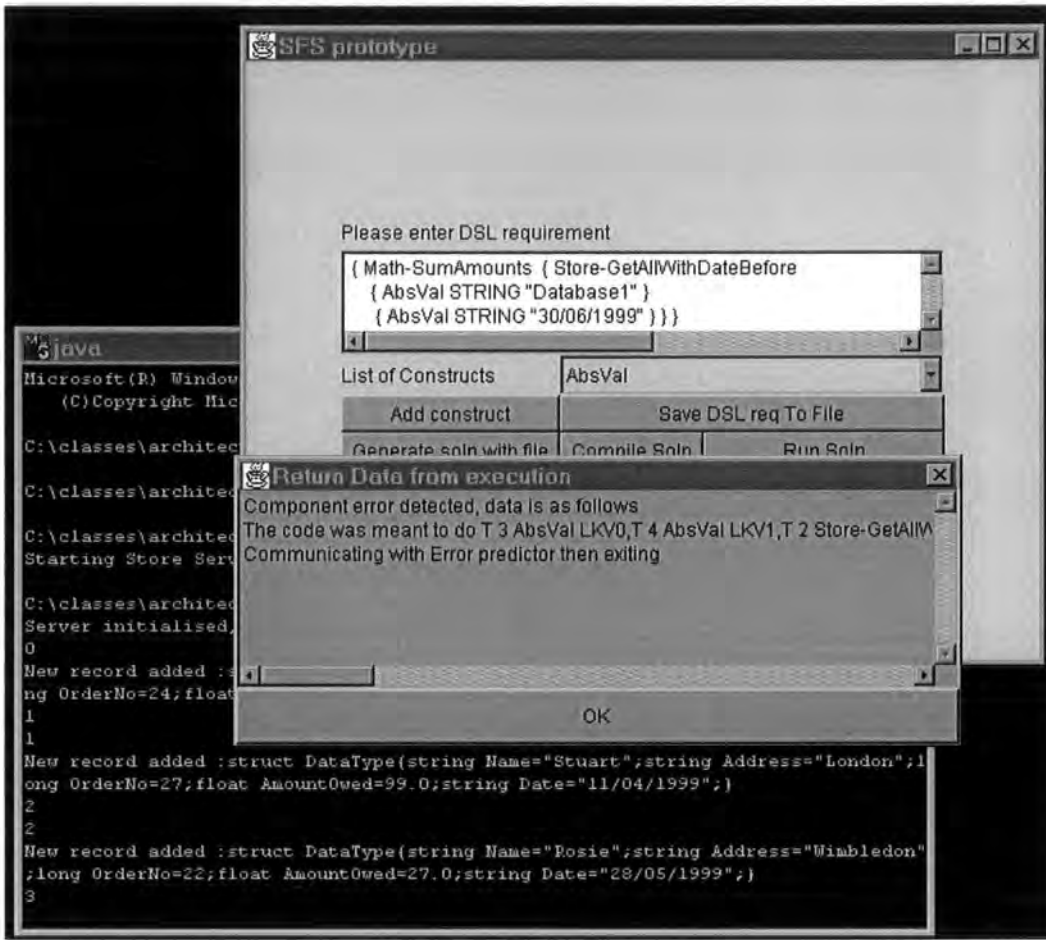 SFS prototype
Please enter DSL requirement
{ Math-SumAmounts { Store-GetAllWithDateBefore
{ AbsVal STRING "Database1" }
{ AbsVal STRING "30/06/1999" } } }
List of Constructs
AbsVal
Add construct
Save DSL req To File
Generate soln with file
Compile Soln
Run Soln
Return Data from execution
Component error detected, data is as follows
The code was meant to do T 3 AbsVal LKV0,T 4 AbsVal LKV1,T 2 Store-GetAllW
Communicating with Error predictor then exiting
OK
java
Microsoft(R) Window
(C)Copyright Mic
C:\classes\architec
C:\classes\architec
C:\classes\architec
Starting Store Serv
C:\classes\architec
Server initialised,
0
New record added :s
ng OrderNo=24;float
1
1
New record added :struct DataType{string Name="Stuart";string Address="London";l
ong OrderNo=27;float AmountOwed=99.0;string Date="11/04/1999";}
2
2
New record added :struct DataType{string Name="Rosie";string Address="Wimbledon"
;long OrderNo=22;float AmountOwed=27.0;string Date="28/05/1999";}
3